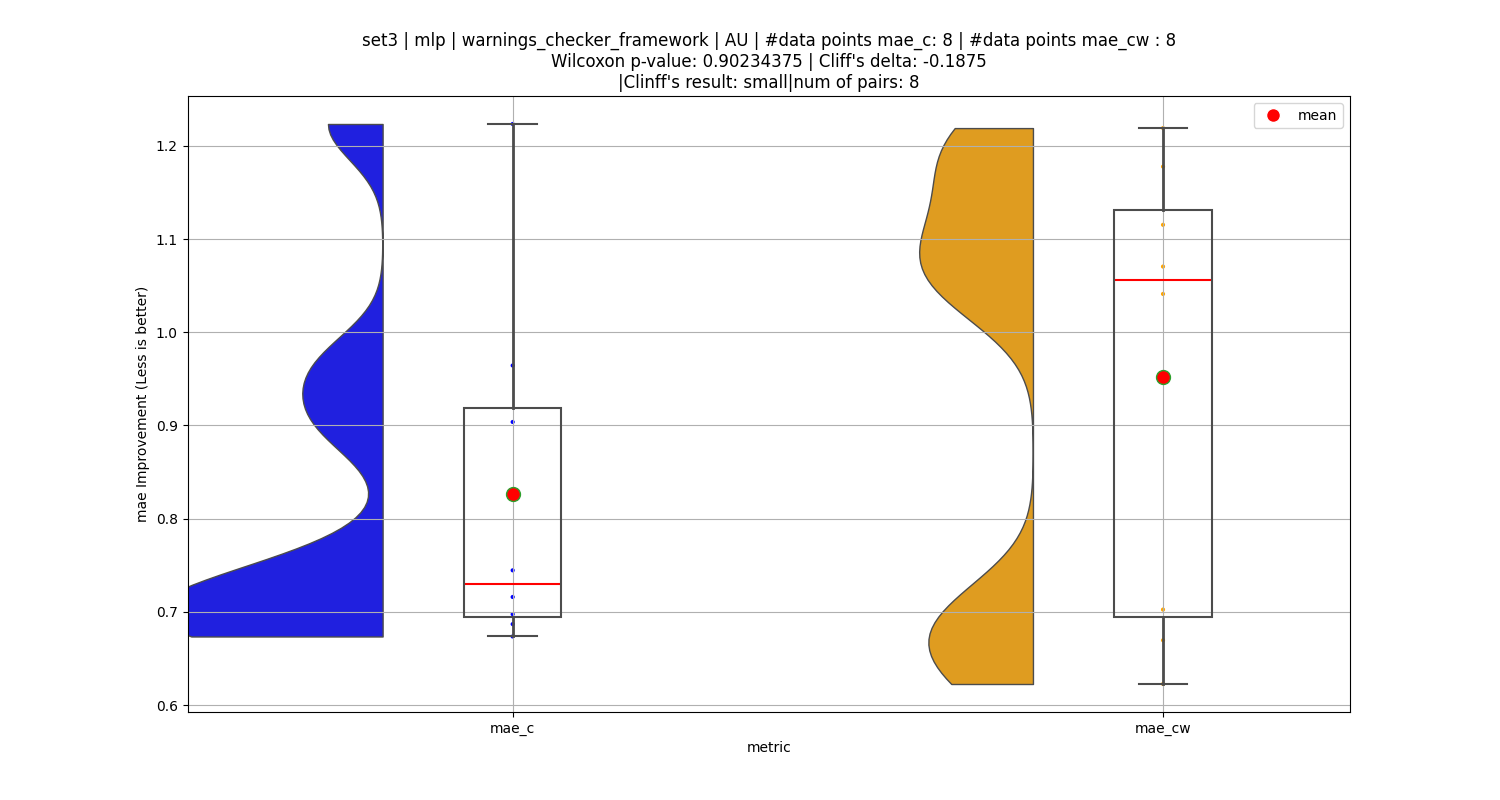 set3 | mlp | warnings_checker_framework | AU | #data points mae_c: 8 | #data points mae_cw : 8
Wilcoxon p-value: 0.90234375 | Cliff's delta: -0.1875
|Clinff's result: small|num of pairs: 8
mean
mae Improvement (Less is better)
1.2
1.1
1.0
0.9
0.8
0.7
0.6
mae_c
mae_cw
metric